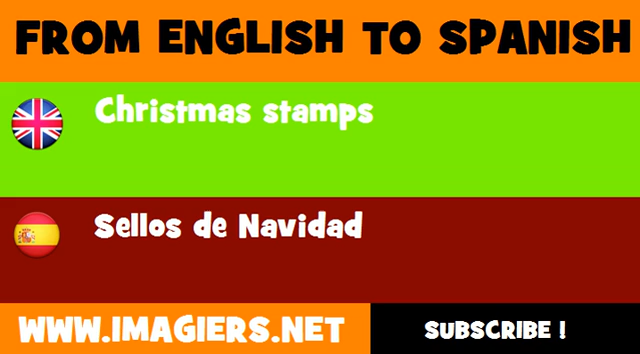 FROM ENGLISH TO SPANISH
Christmas stamps
Sellos de Navidad
WWW.IMAGIERS.NET
SUBSCRIBE !